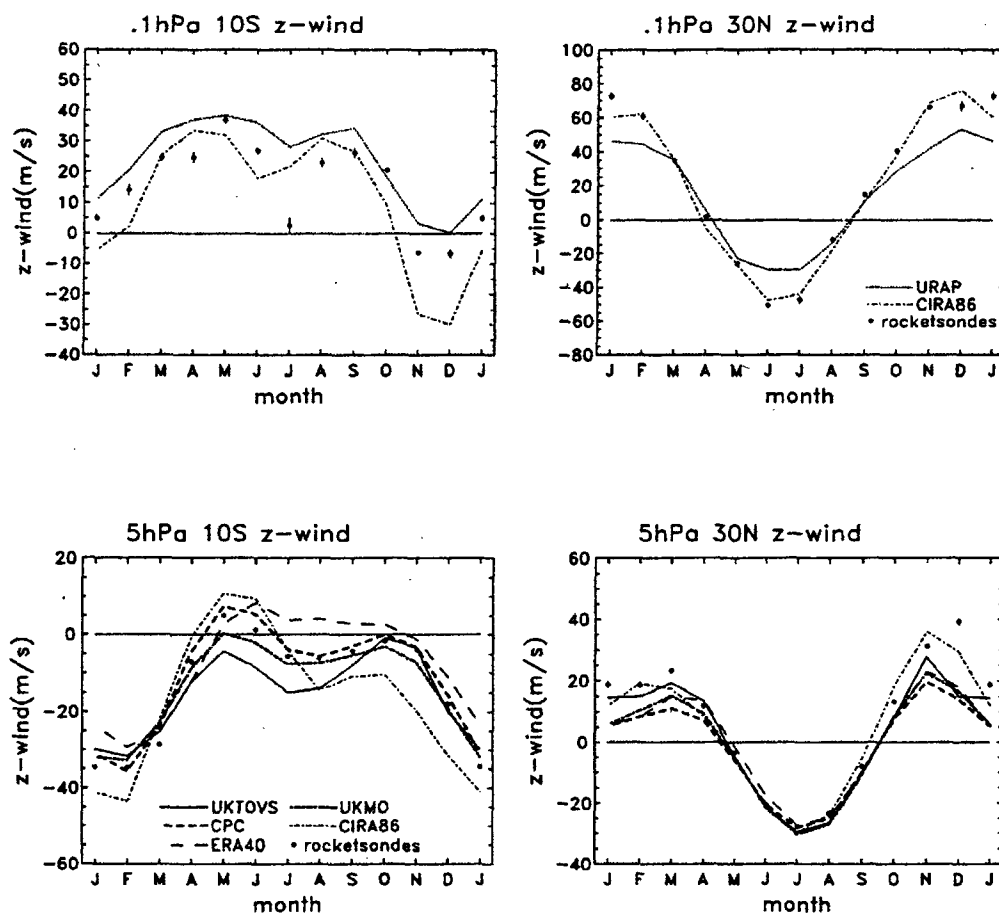 .1hPa 10S z-wind
z-wind(m/s)
60
50
40
30
20
10
0
-10
-20
-30
-40
J F M A M J J A S O N D J
month
.1hPa 30N z-wind
z-wind(m/s)
100
80
60
40
20
0
-20
-40
-60
-80
URAP
CIRA86
rocketsondes
J F M A M J J A S O N D J
month
5hPa 10S z-wind
z-wind(m/s)
20
0
-20
-40
-60
UKTOVS UKMO
CPC CIRA86
ERA40 rocketsondes
J F M A M J J A S O N D J
month
5hPa 30N z-wind
z-wind(m/s)
60
40
20
0
-20
-40
J F M A M J J A S O N D J
month